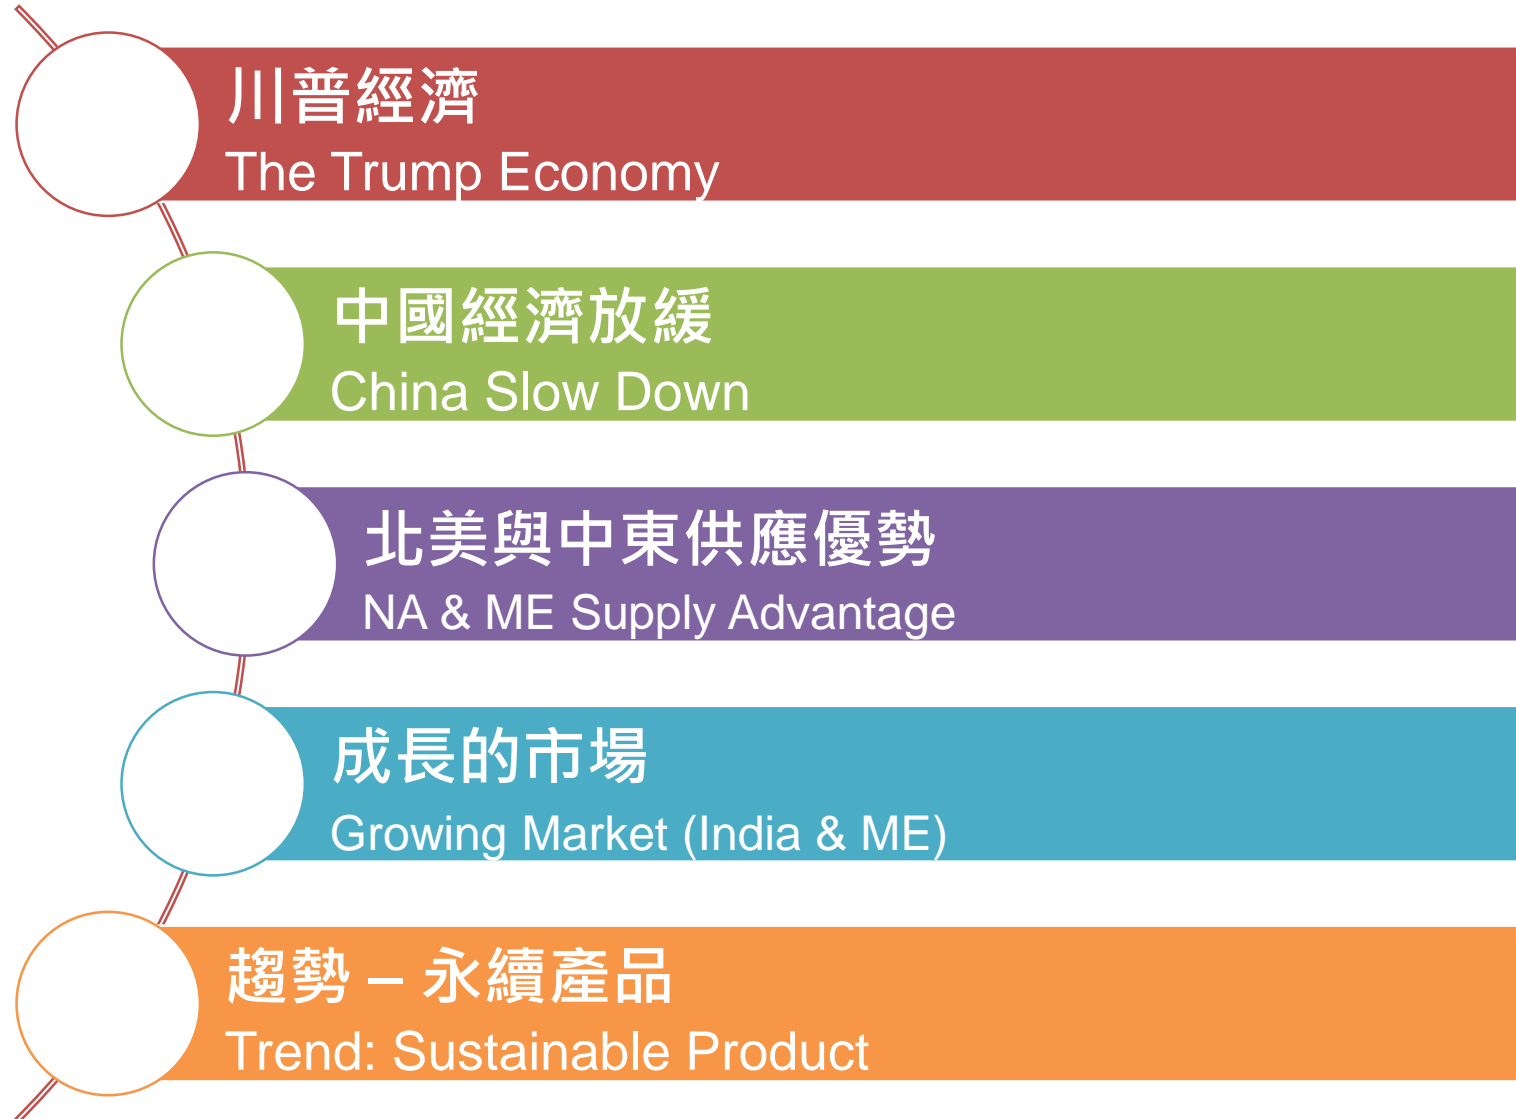 川普經濟
The Trump Economy
中國經濟放緩
China Slow Down
北美與中東供應優勢
NA & ME Supply Advantage
成長的市場
Growing Market (India & ME)
趨勢 – 永續產品
Trend: Sustainable Product